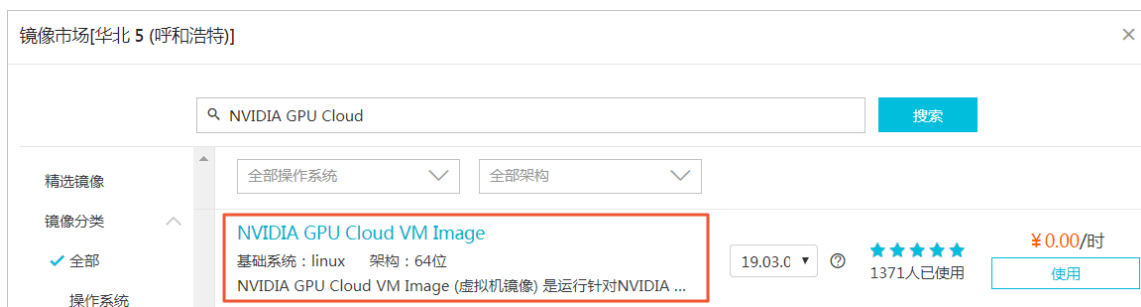 镜像市场[华北 5 (呼和浩特)]
NVIDIA GPU Cloud
搜索
精选镜像
全部操作系统
全部架构
镜像分类
全部
操作系统
NVIDIA GPU Cloud VM Image
基础系统：linux 架构：64位
NVIDIA GPU Cloud VM Image (虚拟机镜像) 是运行针对NVIDIA ...
19.03.0
1371人已使用
¥0.00/时
使用